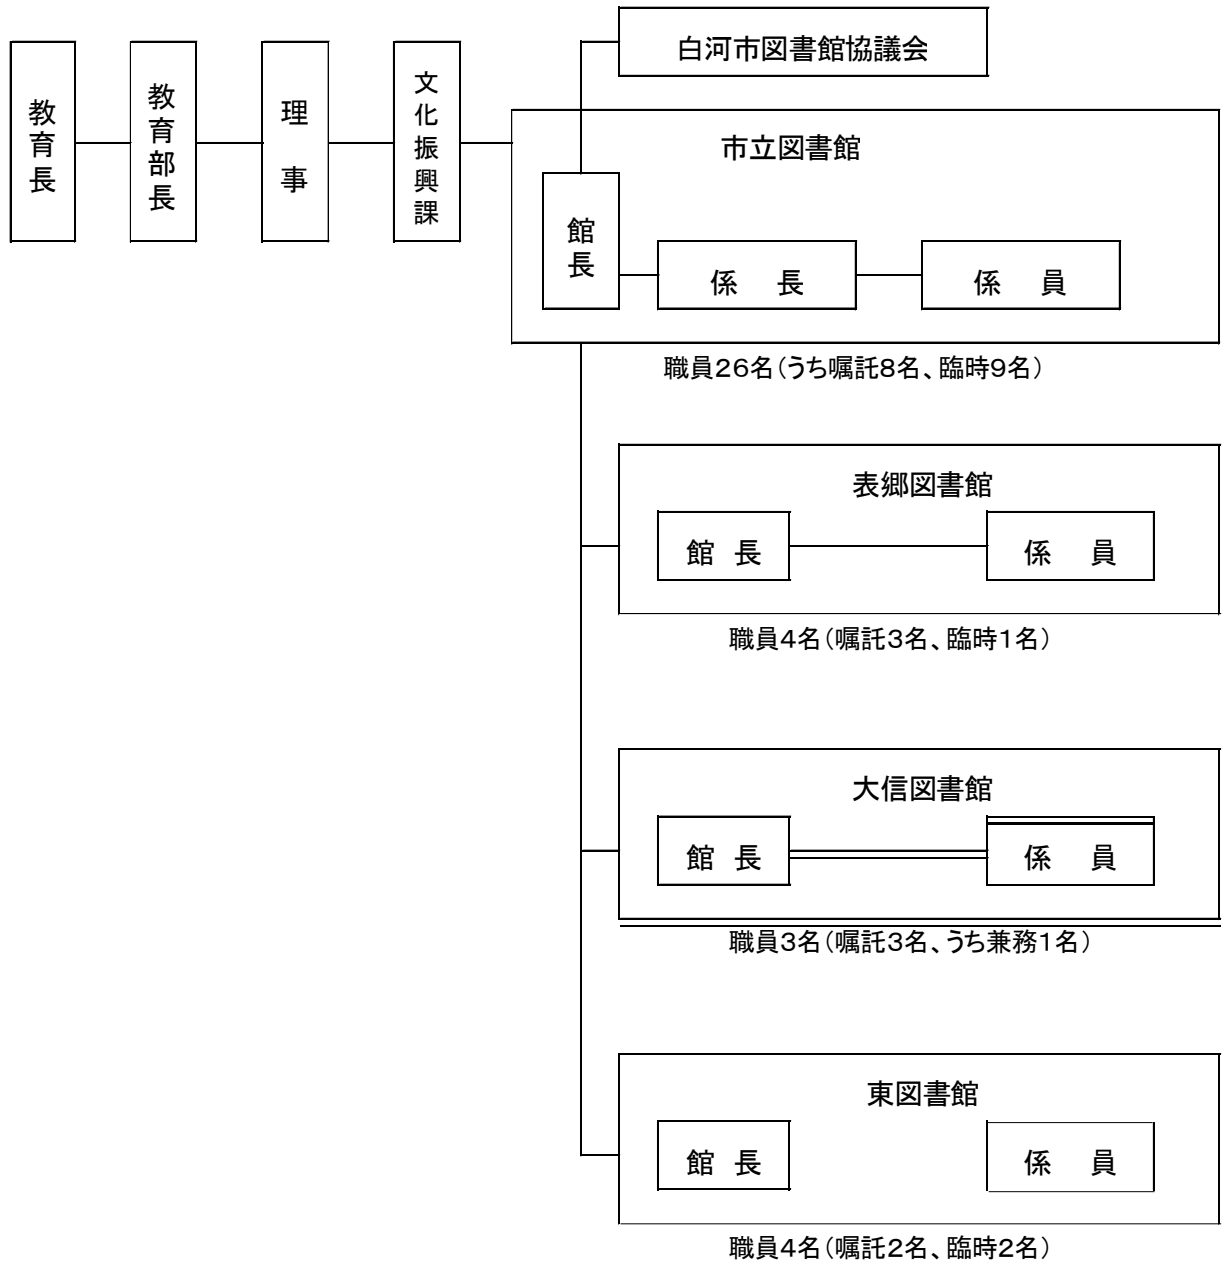 教育長
教育部長
理事
文化振興課
白河市図書館協議会
市立図書館
館長
係長
係員
職員26名(うち嘱託8名、臨時9名)
表郷図書館
館長
係員
職員4名(嘱託3名、臨時1名)
大信図書館
館長
係員
職員3名(嘱託3名、うち兼務1名)
東図書館
館長
係員
職員4名(嘱託2名、臨時2名)